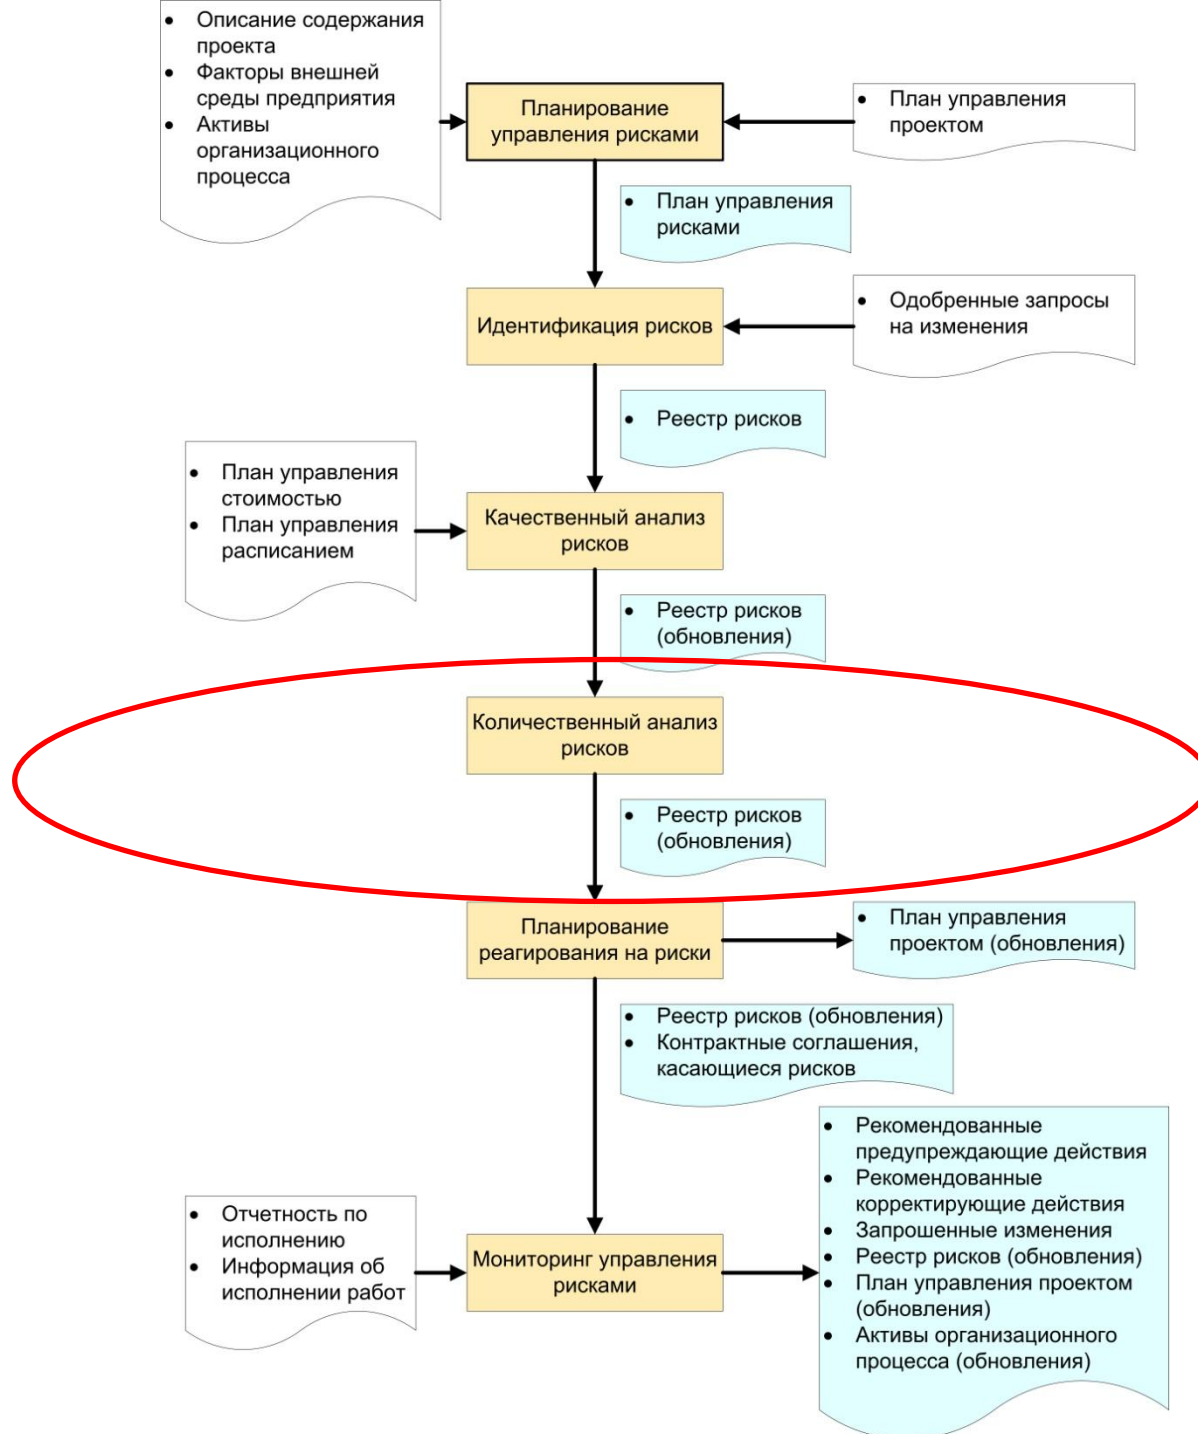 • Описание содержания
проекта
• Факторы внешней
среды предприятия
• Активы
организационного
процесса
Планирование
управления рисками
• План управления
проектом
• План управления
рисками
Идентификация рисков
• Одобренные запросы
на изменения
• Реестр рисков
• План управления
стоимостью
• План управления
расписанием
Качественный анализ
рисков
• Реестр рисков
(обновления)
Количественный анализ
рисков
• Реестр рисков
(обновления)
Планирование
реагирования на риски
• План управления
проектом (обновления)
• Реестр рисков (обновления)
• Контрактные соглашения,
касающиеся рисков
• Отчетность по
исполнению
• Информация об
исполнении работ
Мониторинг управления
рисками
• Рекомендованные
предупреждающие действия
• Рекомендованные
корректирующие действия
• Запрошенные изменения
• Реестр рисков (обновления)
• План управления проектом
(обновления)
• Активы организационного
процесса (обновления)